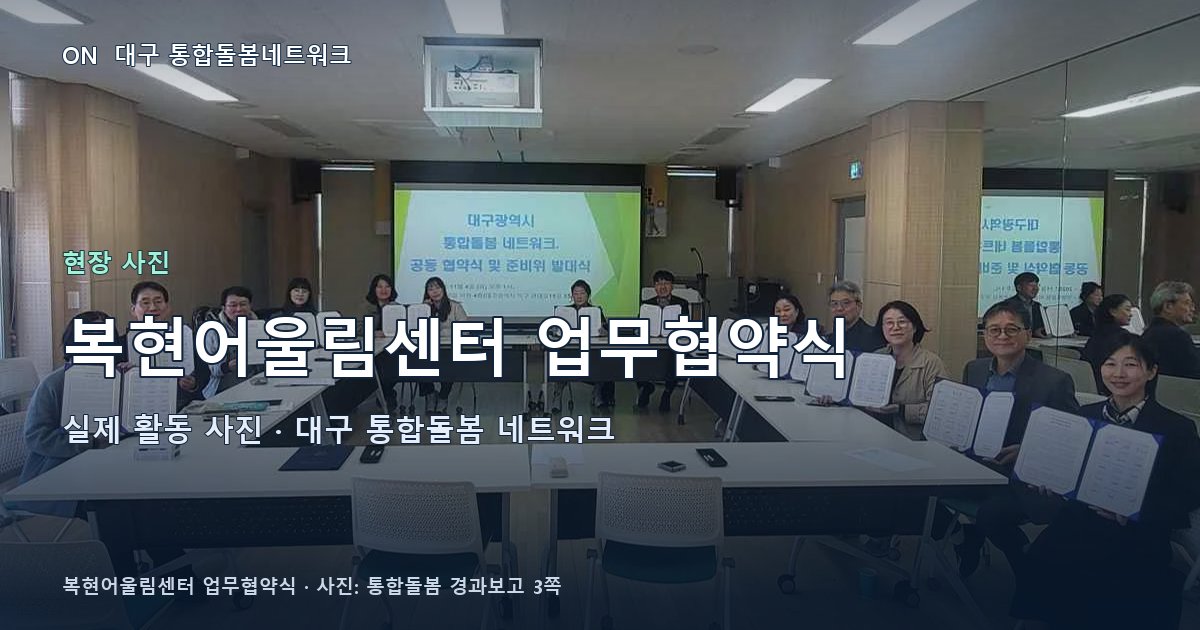 ON 대구 통합돌봄네트워크
대구광역시
통합돌봄 네트워크.
공동 협약식 및 준비위 발대식
현장 사진
복현어울림센터 업무협약식
실제 활동 사진 · 대구 통합돌봄 네트워크
복현어울림센터 업무협약식 · 사진: 통합돌봄 경과보고 3쪽